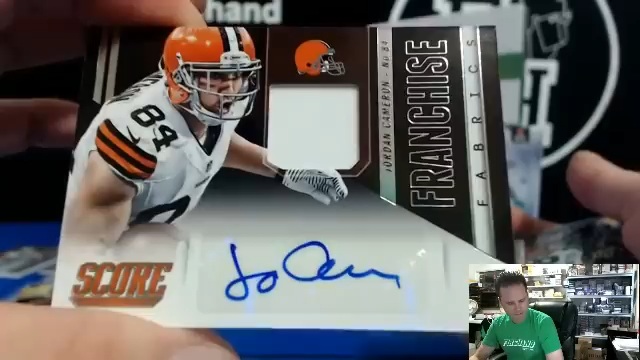 hand
84
JORDAN CAMERON - NO. 84
FRANCHISE
FABRICS
SCORE